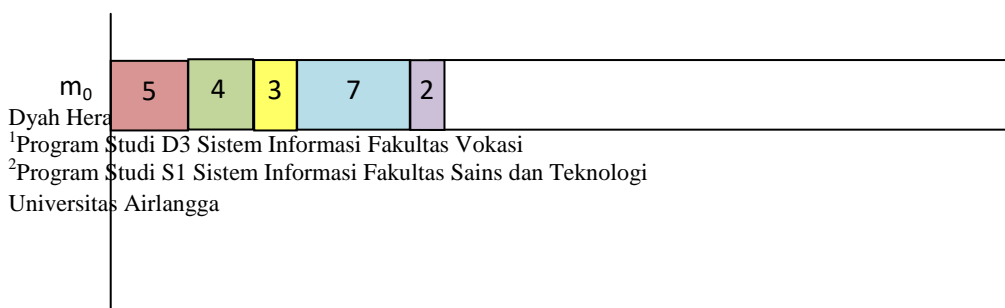 m₀ 5 4 3 7 2
Dyah Hera
¹Program Studi D3 Sistem Informasi Fakultas Vokasi
²Program Studi S1 Sistem Informasi Fakultas Sains dan Teknologi
Universitas Airlangga